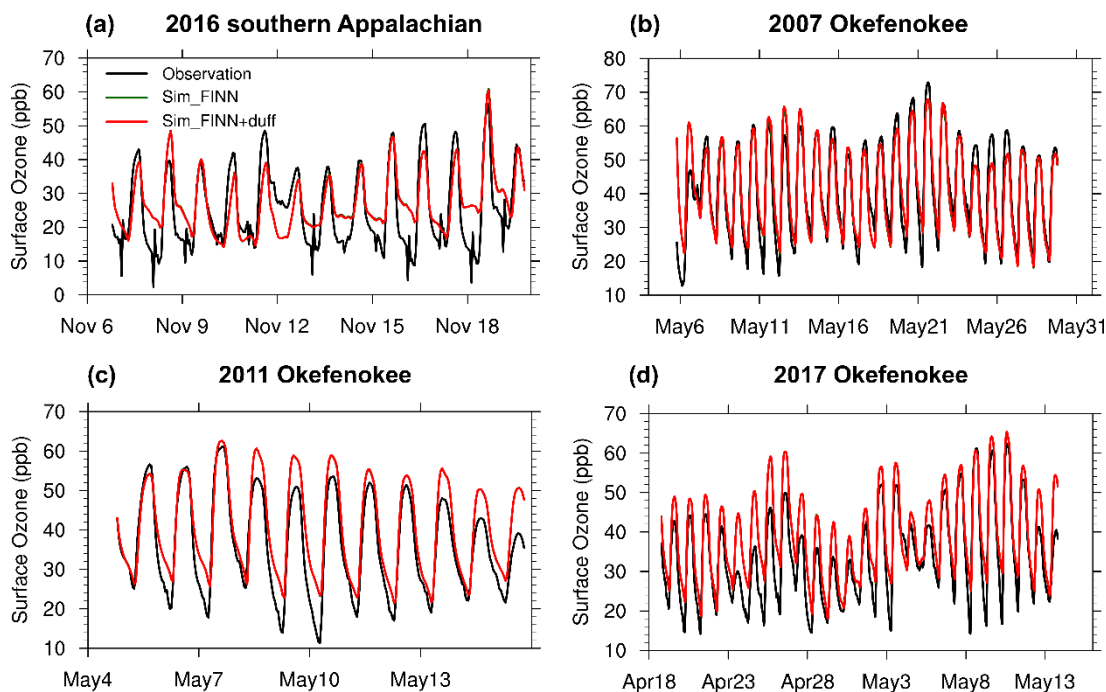 (a) 2016 southern Appalachian
Surface Ozone (ppb)
70
60
50
40
30
20
10
0
Observation
Sim_FINN
Sim_FINN+duff
Nov 6 Nov 9 Nov 12 Nov 15 Nov 18
(b) 2007 Okefenokee
Surface Ozone (ppb)
80
70
60
50
40
30
20
10
May6 May11 May16 May21 May26 May31
(c) 2011 Okefenokee
Surface Ozone (ppb)
70
60
50
40
30
20
10
May4 May7 May10 May13
(d) 2017 Okefenokee
Surface Ozone (ppb)
70
60
50
40
30
20
10
Apr18 Apr23 Apr28 May3 May8 May13